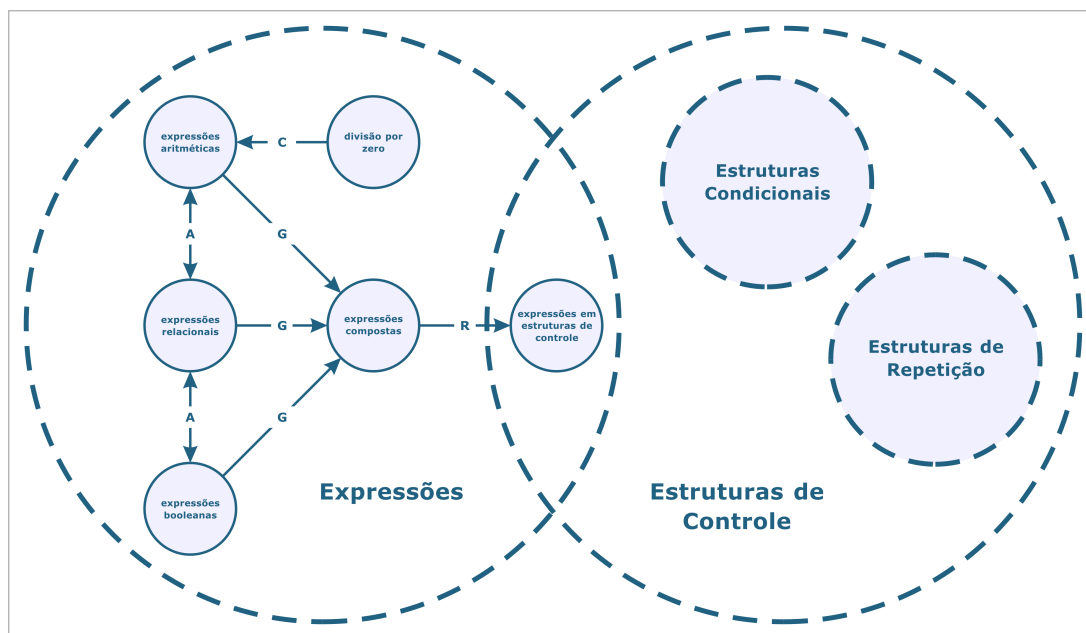 expressões
aritméticas
C
divisão por
zero
Estruturas
Condicionais
A
G
expressões
relacionais
G
expressões
compostas
R
expressões em
estruturas de
controle
Estruturas de
Repetição
A
G
expressões
booleanas
Expressões
Estruturas de
Controle